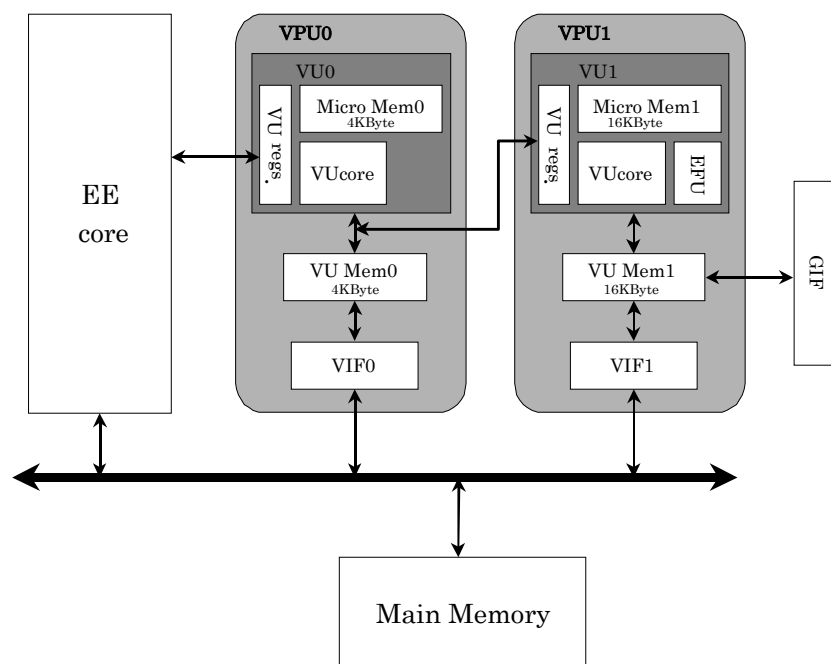 VPU0
VPU1
VU0
VU1
VU regs.
Micro Mem0
4KByte
VUcore
VU regs.
Micro Mem1
16KByte
VUcore
EFU
EE
core
VU Mem0
4KByte
VU Mem1
16KByte
GIF
VIF0
VIF1
Main Memory